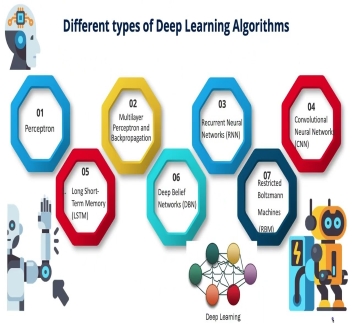 Different types of Deep Learning Algorithms
01
Perceptron
02
Multilayer
Perceptron and
Backpropagation
03
Recurrent Neural
Networks (RNN)
04
Convolutional
Neural Network
(CNN)
05
Long Short-
Term Memory
(LSTM)
06
Deep Belief
Networks (DBN)
07
Restricted
Boltzmann
Machines
(RBM)
Deep Learning